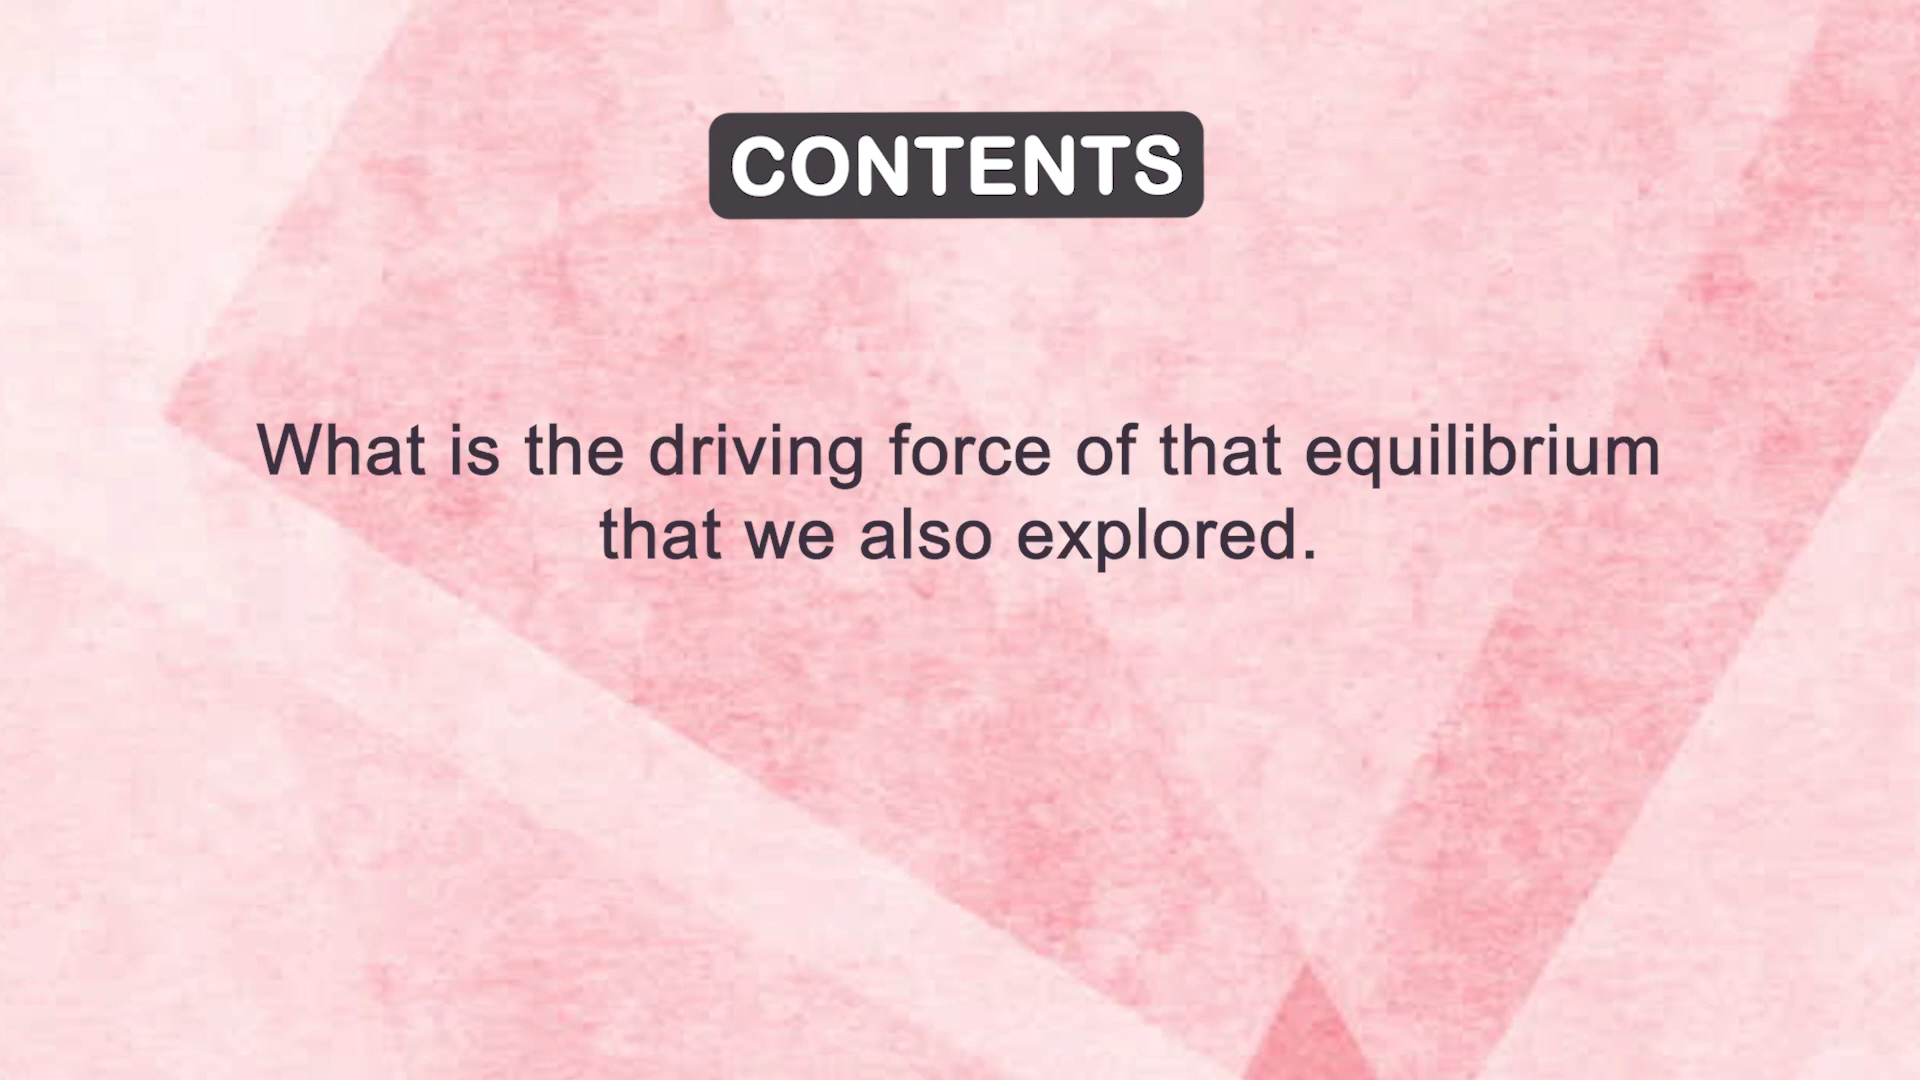 CONTENTS
What is the driving force of that equilibrium
that we also explored.